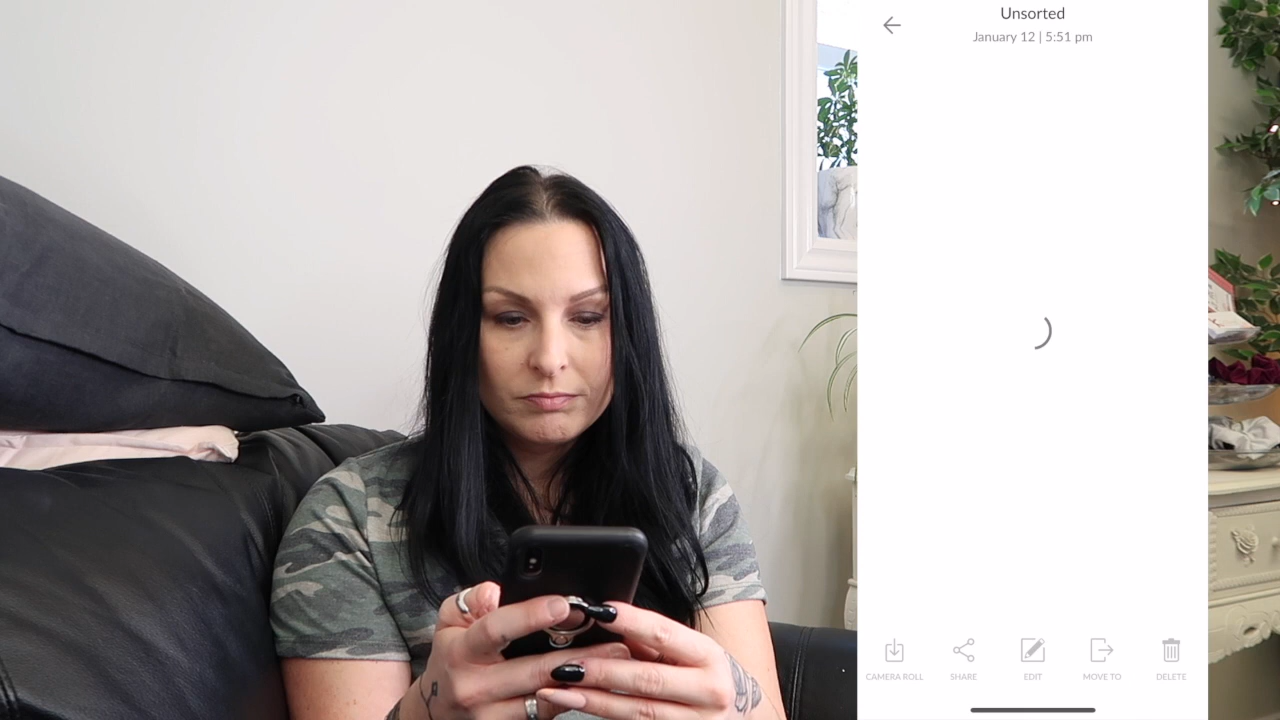 Unsorted
January 12 | 5:51 pm
CAMERA ROLL
SHARE
EDIT
MOVE TO
DELETE